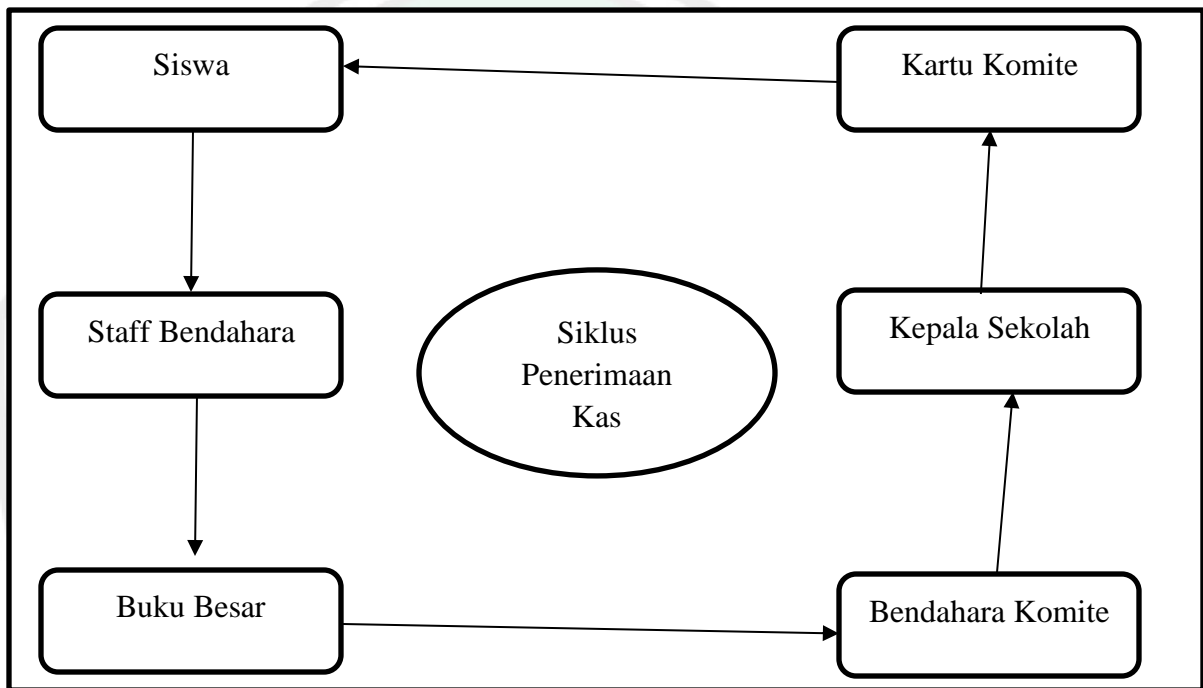 Siswa
Kartu Komite
Staff Bendahara
Siklus
Penerimaan
Kas
Kepala Sekolah
Buku Besar
Bendahara Komite